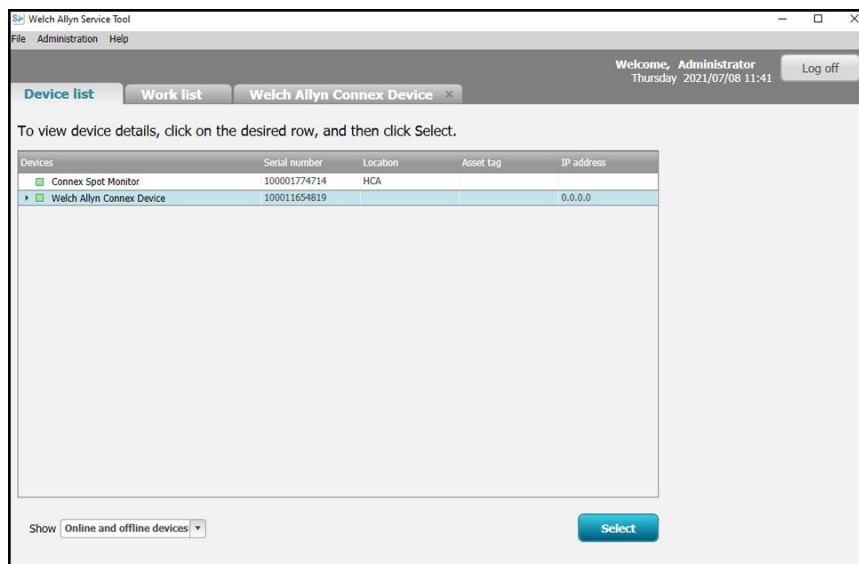 Welch Allyn Service Tool
File Administration Help
Welcome, Administrator
Thursday 2021/07/08 11:41
Log off
Device list Work list Welch Allyn Connex Device ×
To view device details, click on the desired row, and then click Select.
Devices Serial number Location Asset tag IP address
Connex Spot Monitor 100001774714 HCA
Welch Allyn Connex Device 100011654819 0.0.0.0
Show Online and offline devices
Select